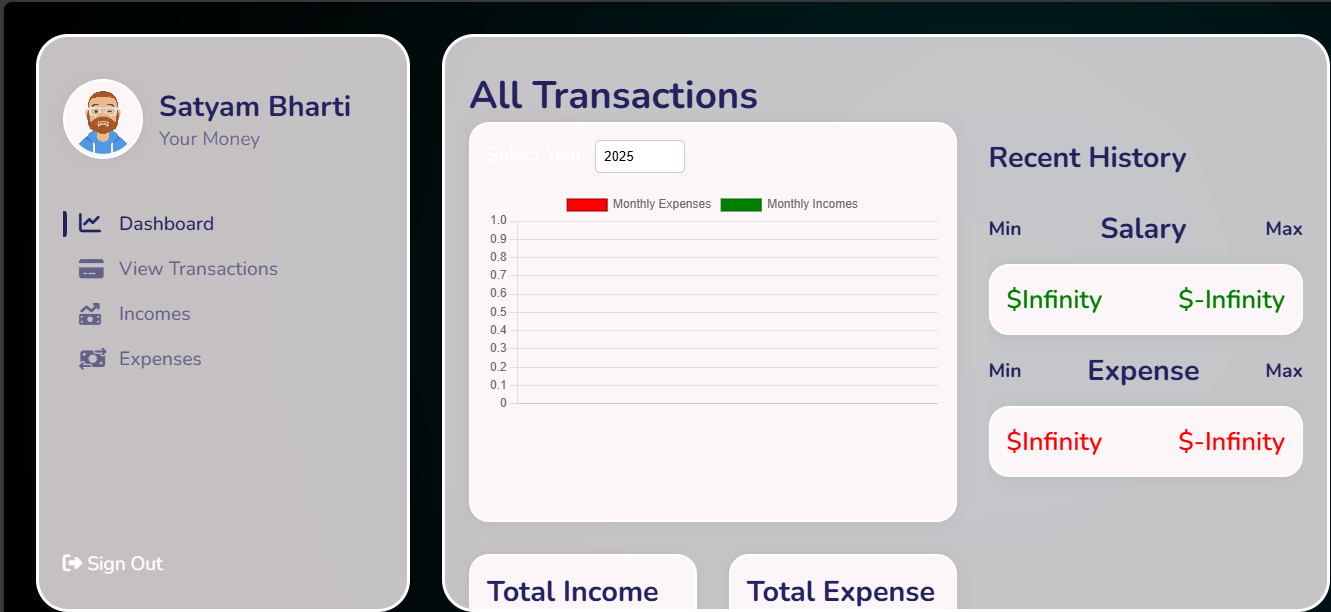 Satyam Bharti
Your Money
Dashboard
View Transactions
Incomes
Expenses
Sign Out
All Transactions
Select Year: 2025
Monthly Expenses Monthly Incomes
1.0
0.9
0.8
0.7
0.6
0.5
0.4
0.3
0.2
0.1
0
Recent History
Min Salary Max
$Infinity $-Infinity
Min Expense Max
$Infinity $-Infinity
Total Income
Total Expense